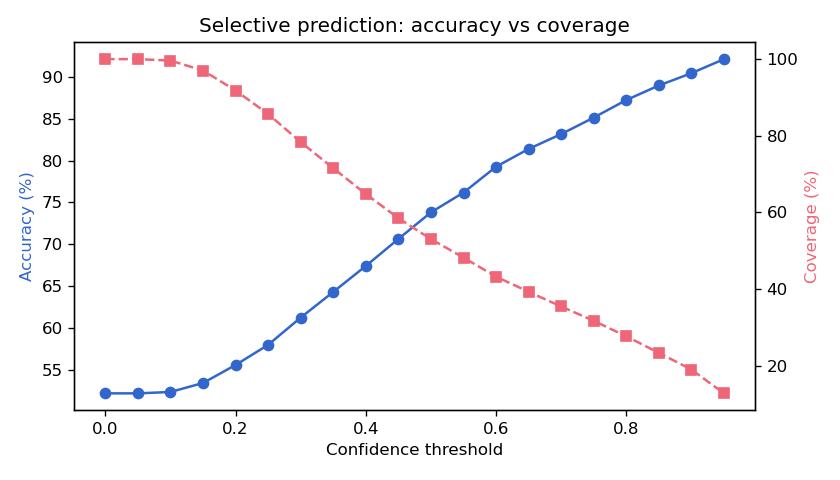 Selective prediction: accuracy vs coverage
Accuracy (%)
90
85
80
75
70
65
60
55
100
80
60
40
20
Coverage (%)
0.0 0.2 0.4 0.6 0.8
Confidence threshold